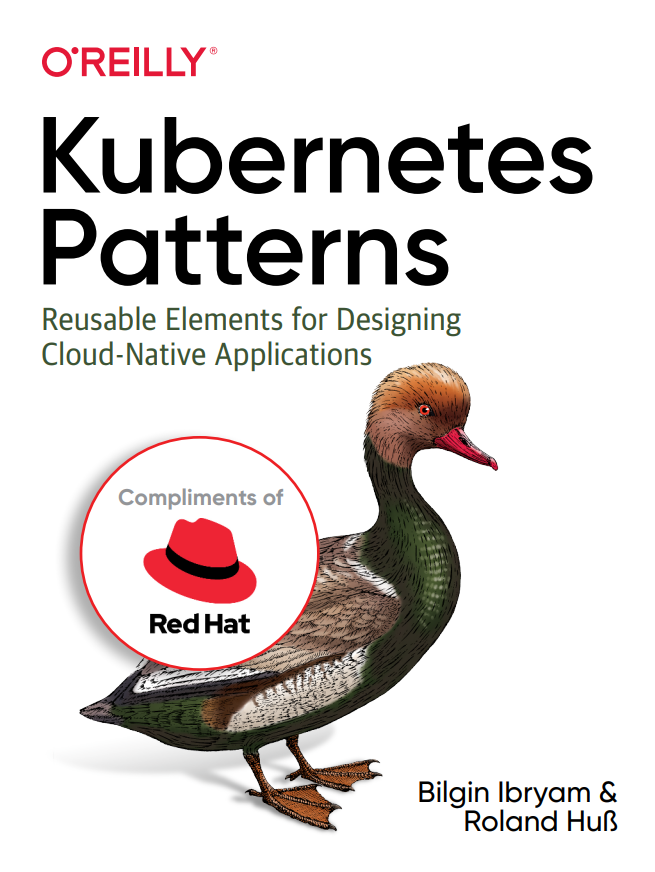 O'REILLY®
Kubernetes
Patterns
Reusable Elements for Designing
Cloud-Native Applications
Compliments of
Red Hat
Bilgin Ibryam &
Roland Huß